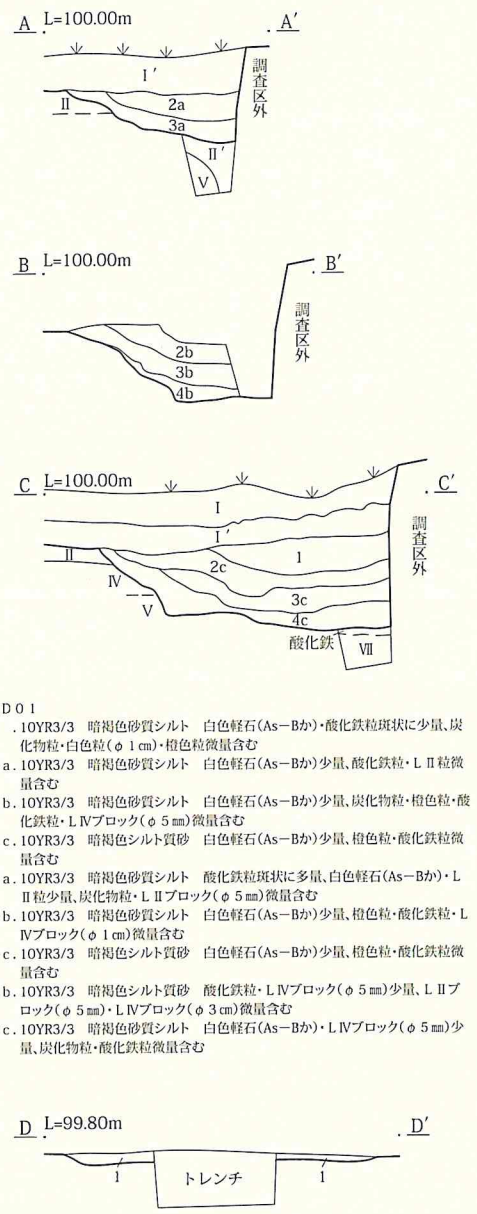 A L=100.00m A′
Ⅰ′
Ⅱ
2a
3a
Ⅱ′
Ⅴ
調査区外
B L=100.00m B′
2b
3b
4b
調査区外
C L=100.00m C′
Ⅰ
Ⅰ′
Ⅱ
1
2c
Ⅳ
3c
Ⅴ
4c
酸化鉄
Ⅶ
調査区外
D01
.10YR3/3 暗褐色砂質シルト 白色軽石(As−Bか)・酸化鉄粒斑状に少量、炭
化物粒・白色粒(φ1㎝)・橙色粒微量含む
a.10YR3/3 暗褐色砂質シルト 白色軽石(As−Bか)少量、酸化鉄粒・LⅡ粒微
量含む
b.10YR3/3 暗褐色砂質シルト 白色軽石(As−Bか)少量、炭化物粒・橙色粒・酸
化鉄粒・LⅣブロック(φ5㎜)微量含む
c.10YR3/3 暗褐色シルト質砂 白色軽石(As−Bか)少量、橙色粒・酸化鉄粒微
量含む
a.10YR3/3 暗褐色砂質シルト 酸化鉄粒斑状に多量、白色軽石(As−Bか)・L
Ⅱ粒少量、炭化物粒・LⅡブロック(φ5㎜)微量含む
b.10YR3/3 暗褐色砂質シルト 白色軽石(As−Bか)少量、橙色粒・酸化鉄粒・L
Ⅳブロック(φ1㎝)微量含む
c.10YR3/3 暗褐色シルト質砂 白色軽石(As−Bか)少量、橙色粒・酸化鉄粒微
量含む
b.10YR3/3 暗褐色シルト質砂 酸化鉄粒・LⅣブロック(φ5㎜)少量、LⅡブ
ロック(φ5㎜)・LⅣブロック(φ3㎝)微量含む
c.10YR3/3 暗褐色砂質シルト 白色軽石(As−Bか)・LⅣブロック(φ5㎜)少
量、炭化物粒・酸化鉄粒微量含む
D L=99.80m D′
1
トレンチ
1